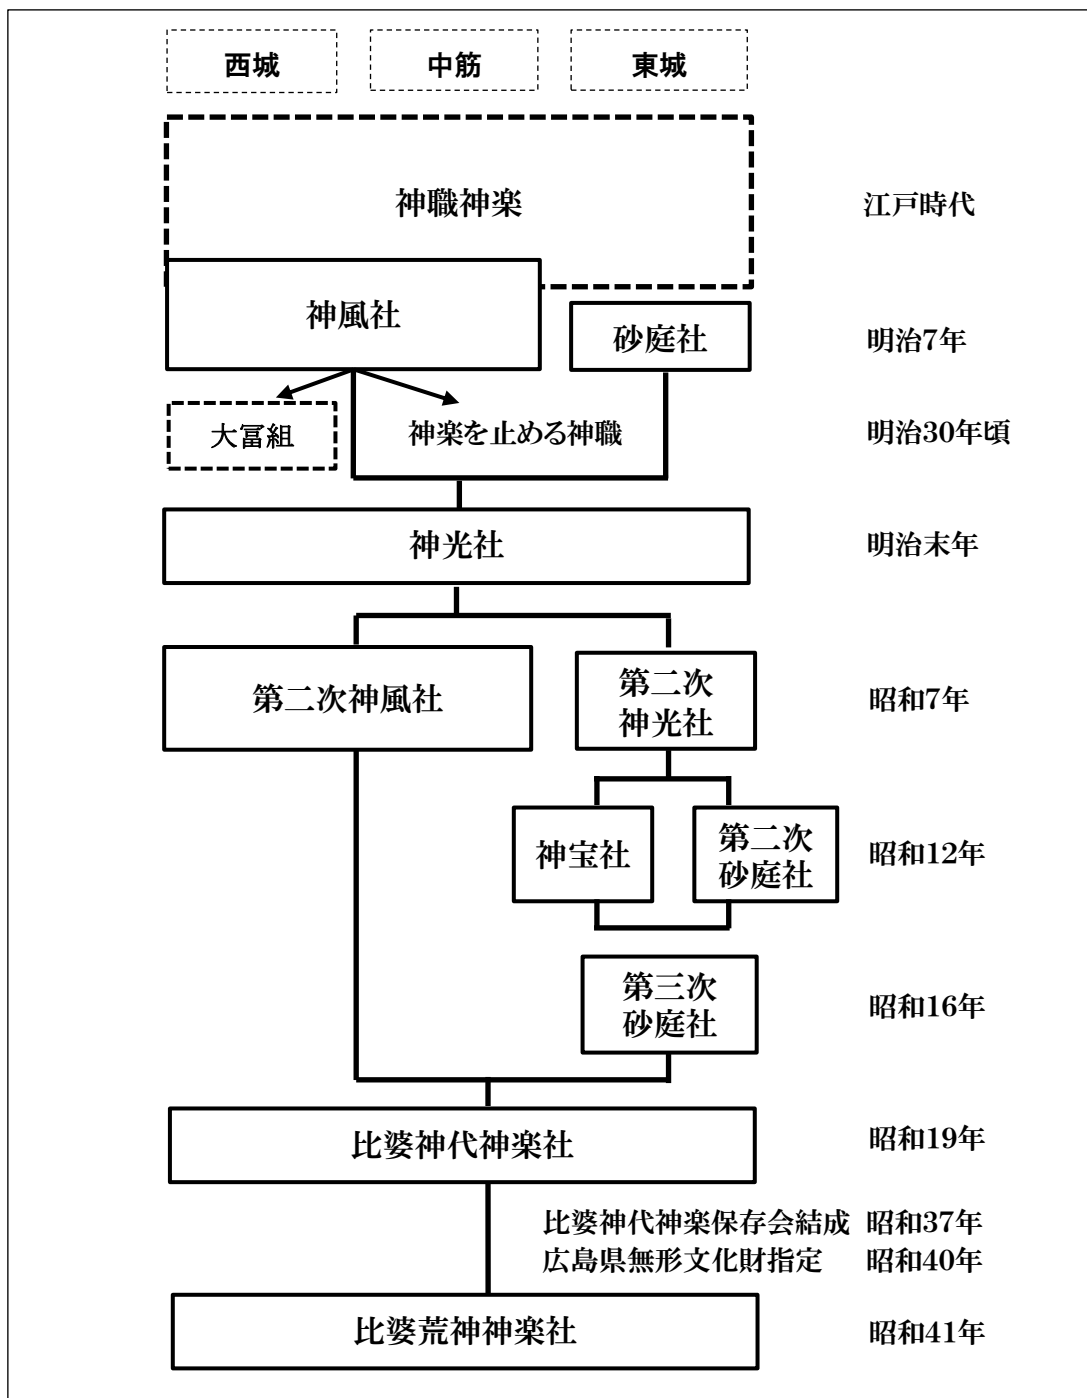 西城
中筋
東城
神職神楽
江戸時代
神風社
砂庭社
明治7年
大冨組
神楽を止める神職
明治30年頃
神光社
明治末年
第二次神風社
第二次
神光社
昭和7年
神宝社
第二次
砂庭社
昭和12年
第三次
砂庭社
昭和16年
比婆神代神楽社
昭和19年
比婆神代神楽保存会結成 昭和37年
広島県無形文化財指定 昭和40年
比婆荒神神楽社
昭和41年